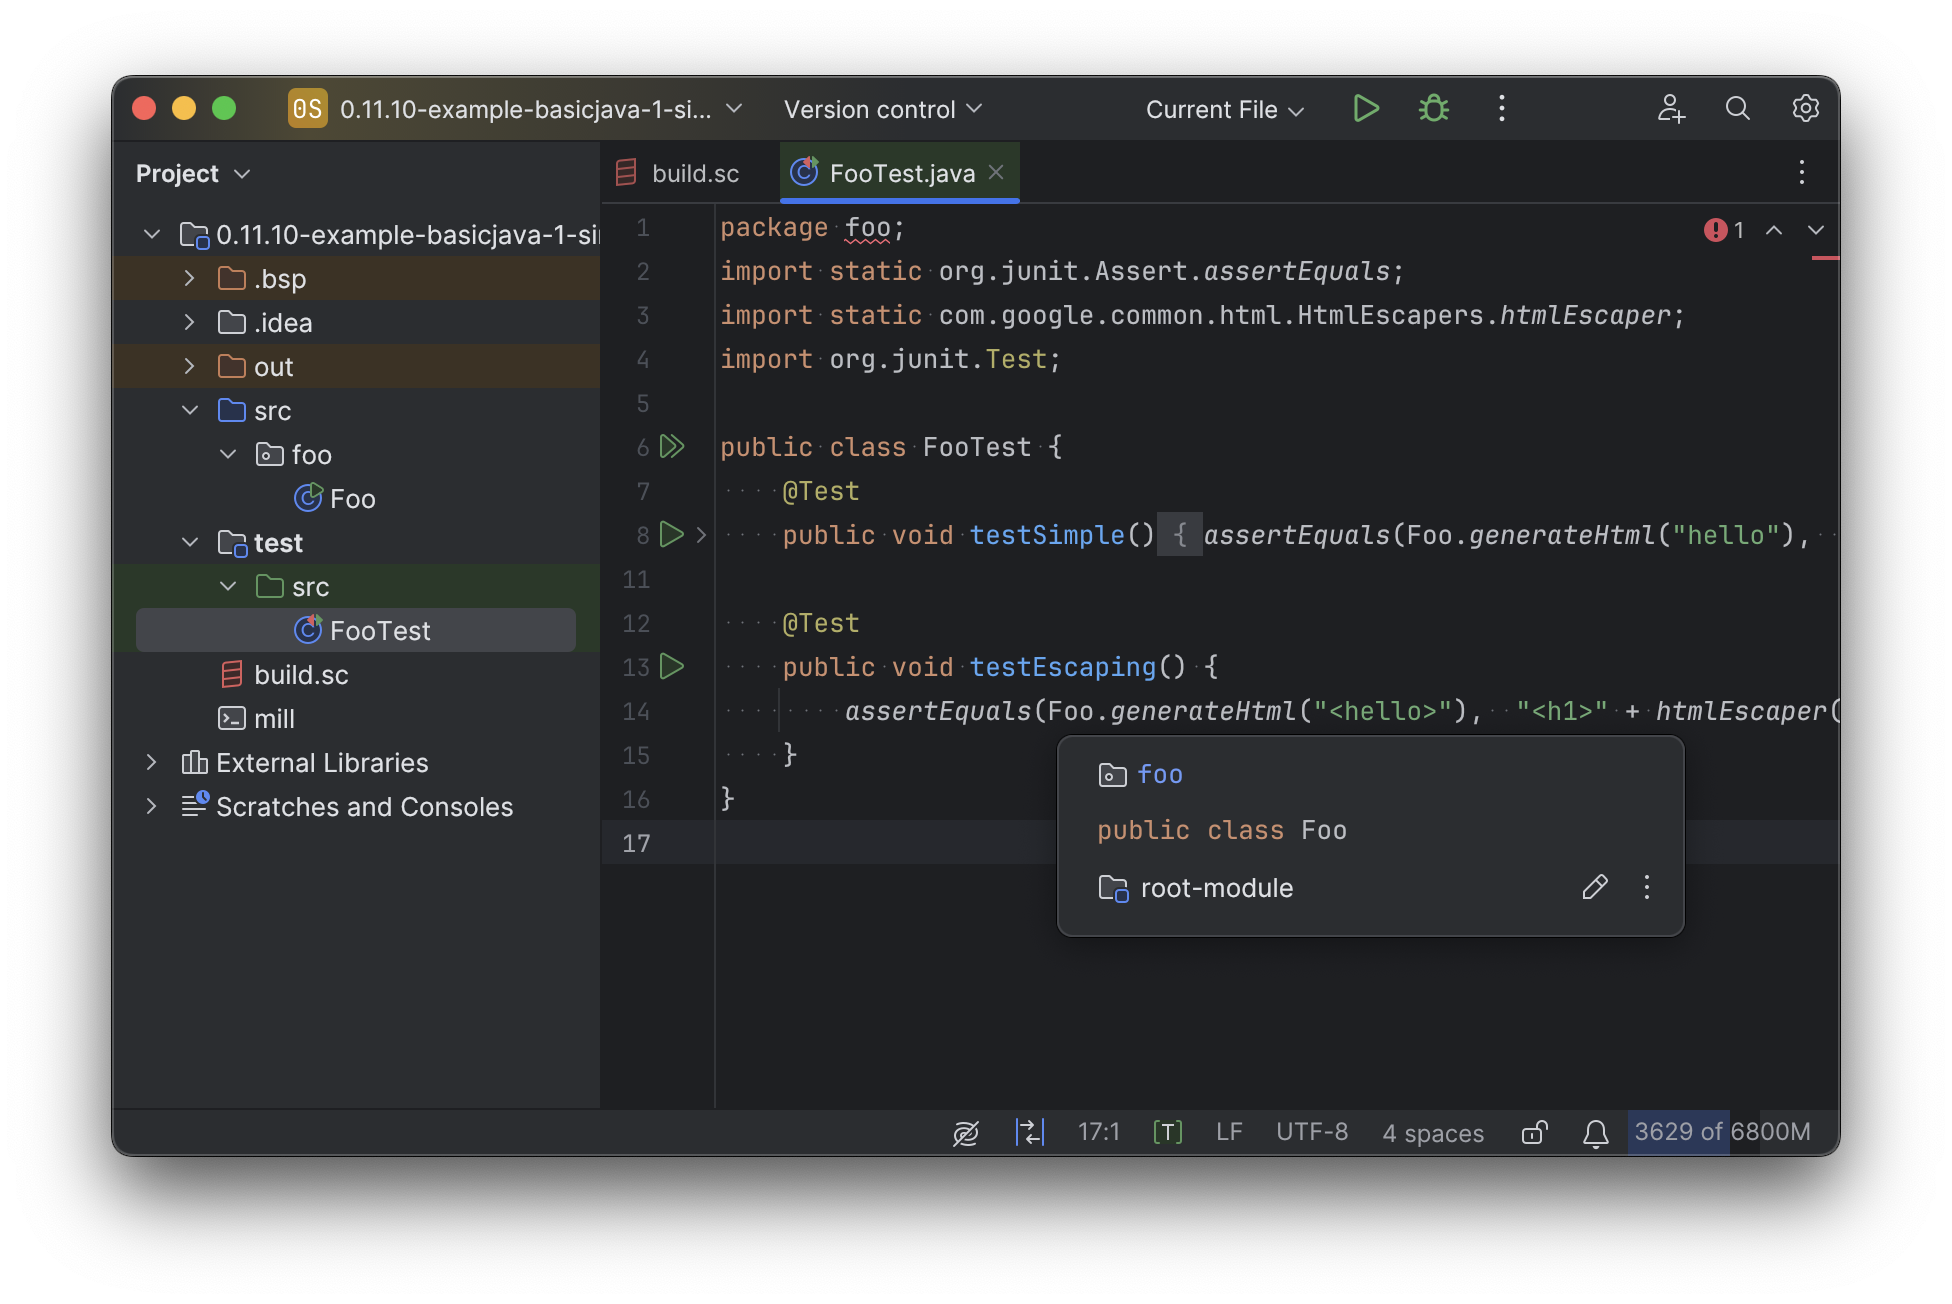 0S 0.11.10-example-basicjava-1-si... Version control Current File
Project
build.sc FooTest.java
0.11.10-example-basicjava-1-si
.bsp
.idea
out
src
foo
Foo
test
src
FooTest
build.sc
mill
External Libraries
Scratches and Consoles
1 package foo;
2 import static org.junit.Assert.assertEquals;
3 import static com.google.common.html.HtmlEscapers.htmlEscaper;
4 import org.junit.Test;
5
6 public class FooTest {
7 @Test
8 public void testSimple() { assertEquals(Foo.generateHtml("hello"),
11
12 @Test
13 public void testEscaping() {
14 assertEquals(Foo.generateHtml("<hello>"), "<h1>" + htmlEscaper(
15 }
16 }
17
1
foo
public class Foo
root-module
17:1 [T] LF UTF-8 4 spaces 3629 of 6800M